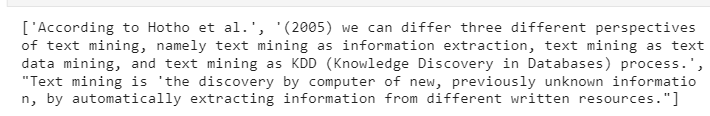 ['According to Hotho et al.', '(2005) we can differ three different perspectives
of text mining, namely text mining as information extraction, text mining as text
data mining, and text mining as KDD (Knowledge Discovery in Databases) process.',
"Text mining is 'the discovery by computer of new, previously unknown informatio
n, by automatically extracting information from different written resources."]